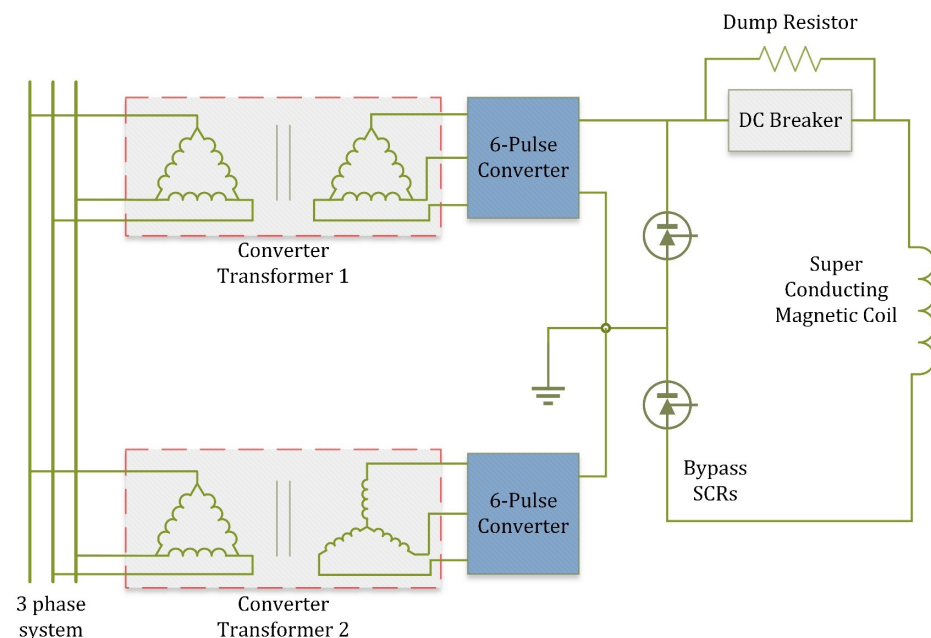 Dump Resistor
DC Breaker
6-Pulse
Converter
Converter
Transformer 1
Super
Conducting
Magnetic Coil
Bypass
SCRs
6-Pulse
Converter
3 phase
system
Converter
Transformer 2